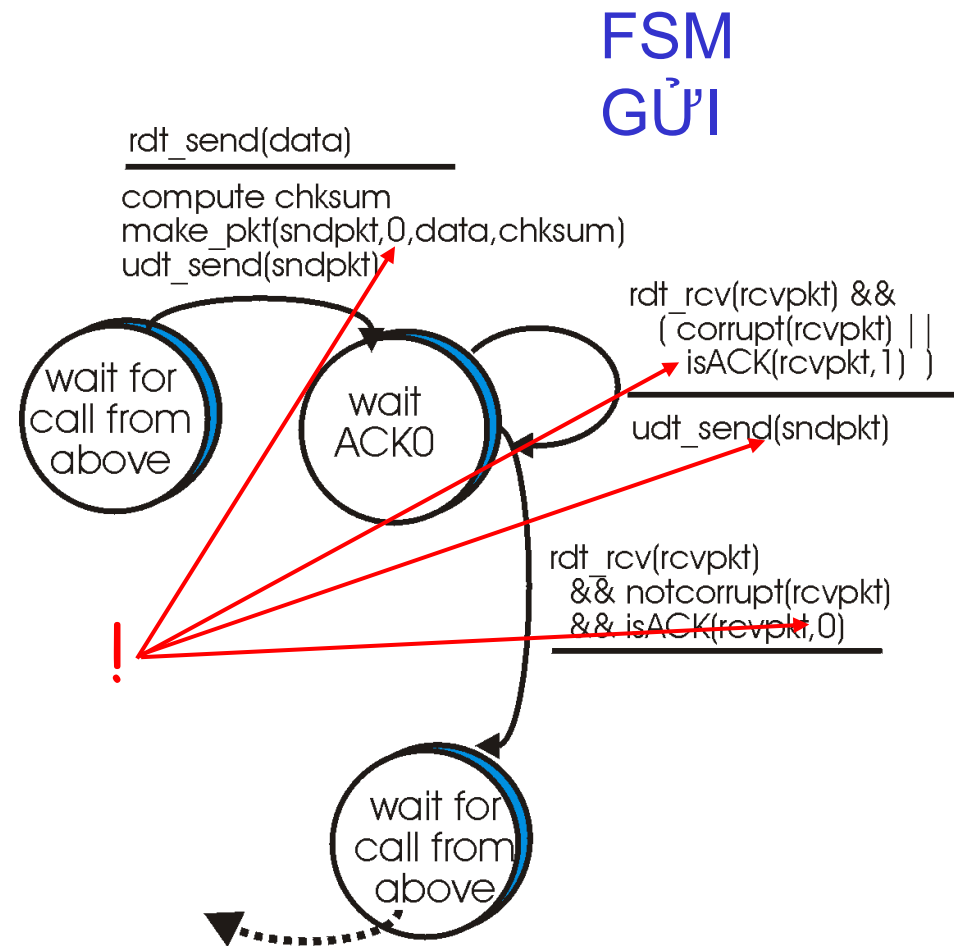 FSM
GỬI
rdt_send(data)
compute chksum
make_pkt(sndpkt,0,data,chksum)
udt_send(sndpkt)
rdt_rcv(rcvpkt) &&
( corrupt(rcvpkt) ||
isACK(rcvpkt,1) )
udt_send(sndpkt)
wait for
call from
above
wait
ACK0
rdt_rcv(rcvpkt)
&& notcorrupt(rcvpkt)
&& isACK(rcvpkt,0)
!
wait for
call from
above